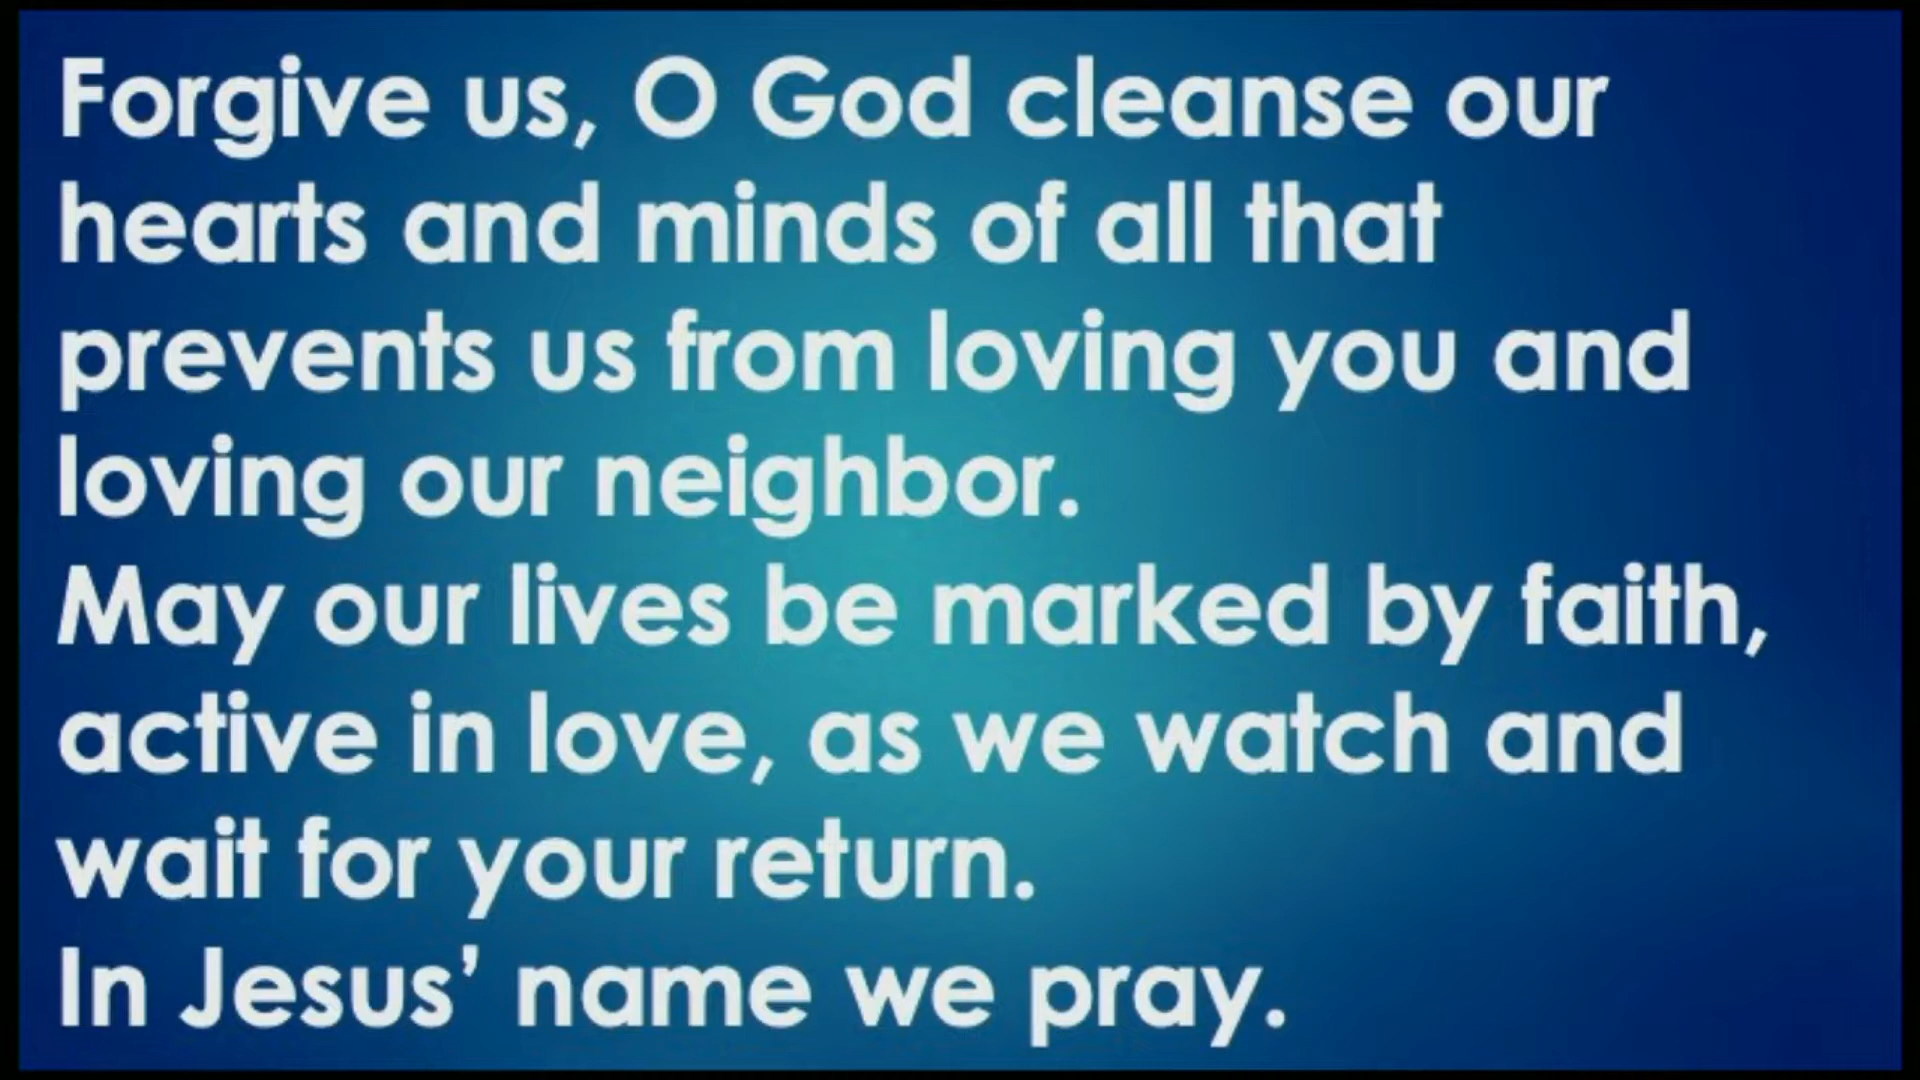 Forgive us, O God cleanse our
hearts and minds of all that
prevents us from loving you and
loving our neighbor.
May our lives be marked by faith,
active in love, as we watch and
wait for your return.
In Jesus’ name we pray.